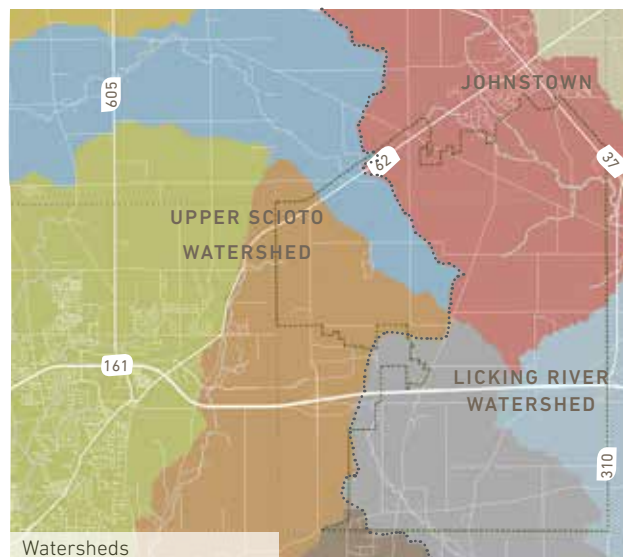 605
JOHNSTOWN
62
37
UPPER SCIOTO
WATERSHED
161
LICKING RIVER
WATERSHED
310
Watersheds